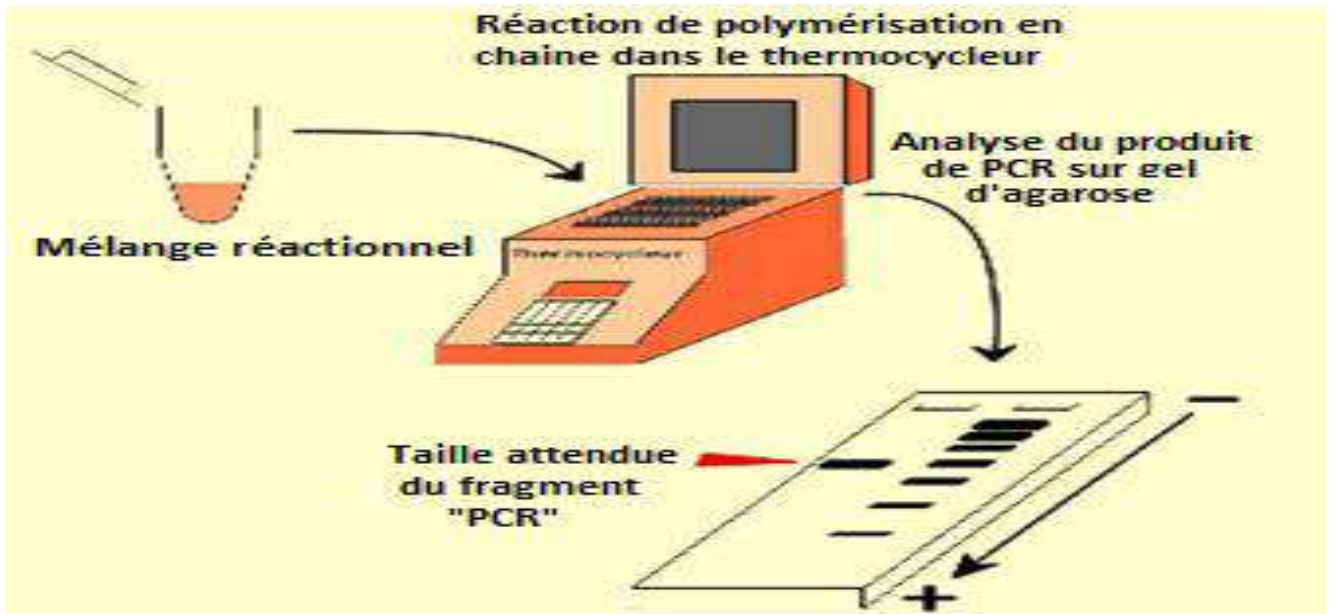 Réaction de polymérisation en
chaine dans le thermocycleur
Analyse du produit
de PCR sur gel
d'agarose
Mélange réactionnel
Thermocycleur
Taille attendue
du fragment
"PCR"
−
+